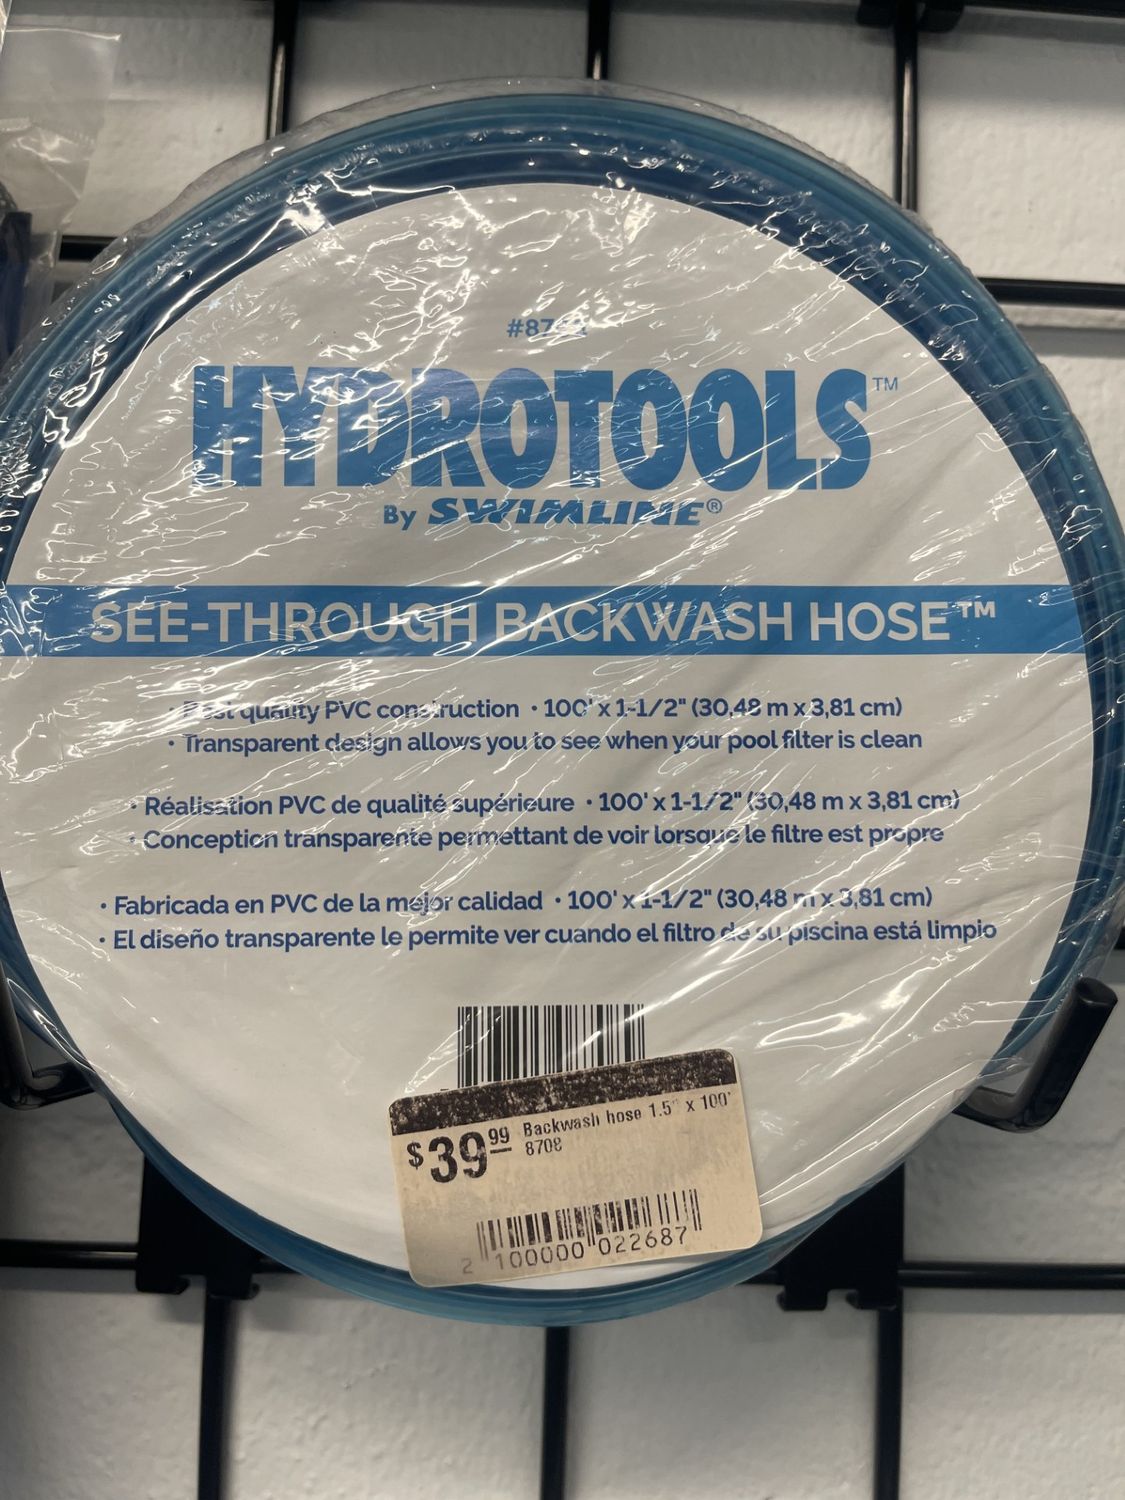 HYDROTOOLS™
By SWIMLINE®
SEE-THROUGH BACKWASH HOSE™
quality PVC construction • 100' x 1-1/2" (30,48 m x 3,81 cm)
• Transparent design allows you to see when your pool filter is clean
• Réalisation PVC de qualité supérieure • 100' x 1-1/2" (30,48 m x 3,81 cm)
• Conception transparente permettant de voir lorsque le filtre est propre
• Fabricada en PVC de la mejor calidad • 100' x 1-1/2" (30,48 m x 3,81 cm)
• El diseño transparente le permite ver cuando el filtro de su piscina está limpio
$39.99 Backwash hose 1.5" x 100'
8708
2 100000 022687